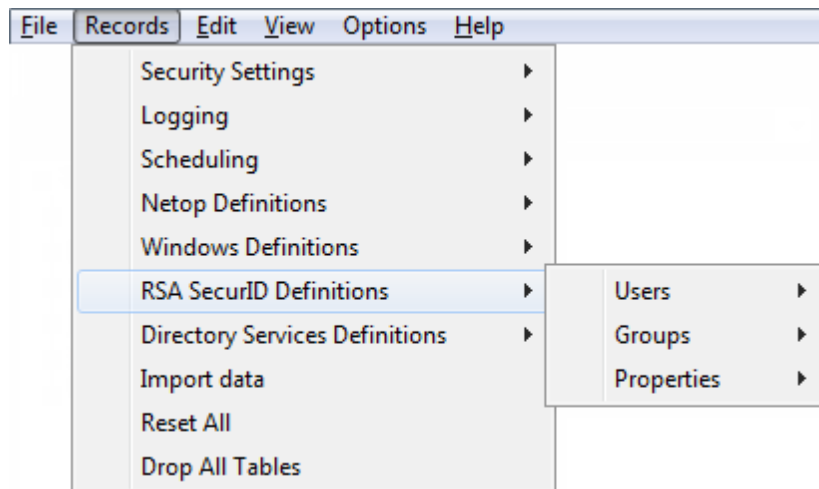 File Records Edit View Options Help
Security Settings
Logging
Scheduling
Netop Definitions
Windows Definitions
RSA SecurID Definitions
Directory Services Definitions
Import data
Reset All
Drop All Tables
Users
Groups
Properties